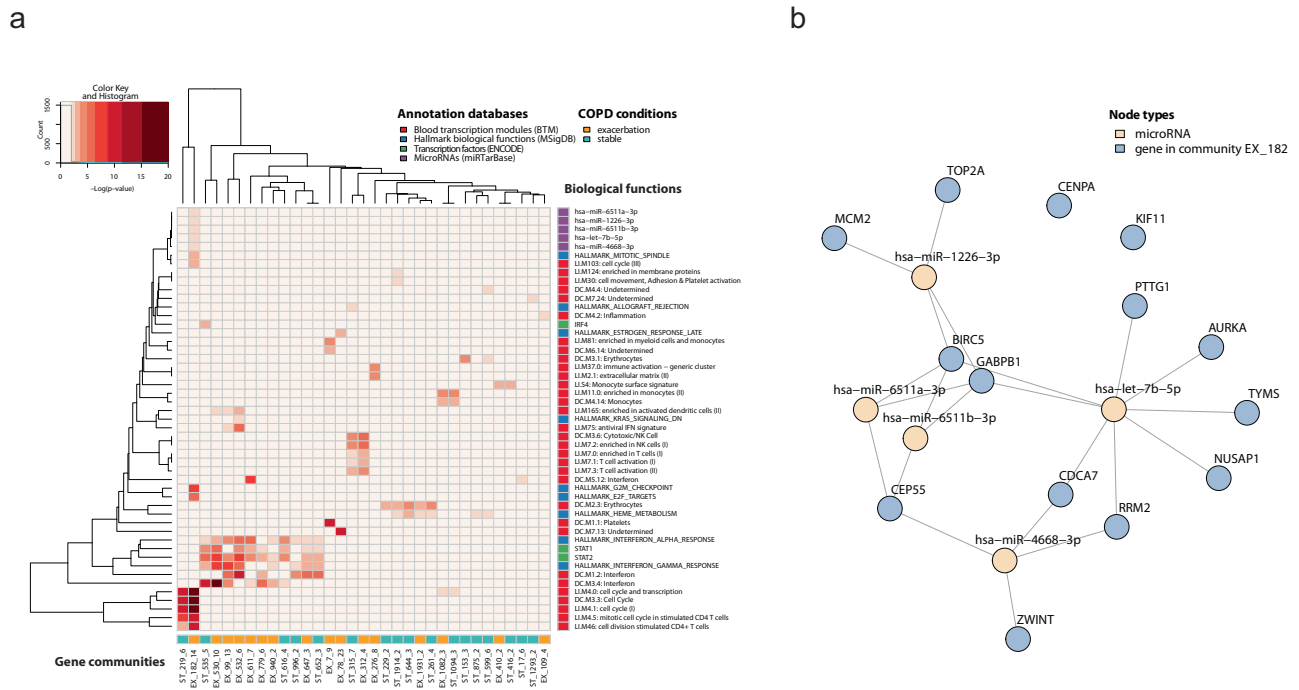 a
b
Color Key
and Histogram
Count
0
500
1500
0
5
10
15
20
−Log(p−value)
Annotation databases
Blood transcription modules (BTM)
Hallmark biological functions (MSigDB)
Transcription factors (ENCODE)
MicroRNAs (miRTarBase)
COPD conditions
exacerbation
stable
Biological functions
hsa−miR−6511a−3p
hsa−miR−1226−3p
hsa−miR−6511b−3p
hsa−let−7b−5p
hsa−miR−4668−3p
HALLMARK_MITOTIC_SPINDLE
LI.M103: cell cycle (III)
LI.M124: enriched in membrane proteins
LI.M30: cell movement, Adhesion & Platelet activation
DC.M4.4: Undetermined
DC.M7.24: Undetermined
HALLMARK_ALLOGRAFT_REJECTION
DC.M4.2: Inflammation
IRF4
HALLMARK_ESTROGEN_RESPONSE_LATE
LI.M81: enriched in myeloid cells and monocytes
DC.M6.14: Undetermined
DC.M3.1: Erythrocytes
LI.M37.0: immune activation − generic cluster
LI.M2.1: extracellular matrix (II)
LI.S4: Monocyte surface signature
LI.M11.0: enriched in monocytes (II)
DC.M4.14: Monocytes
LI.M165: enriched in activated dendritic cells (II)
HALLMARK_KRAS_SIGNALING_DN
LI.M75: antiviral IFN signature
DC.M3.6: Cytotoxic/NK Cell
LI.M7.2: enriched in NK cells (I)
LI.M7.0: enriched in T cells (I)
LI.M7.1: T cell activation (I)
LI.M7.3: T cell activation (II)
DC.M5.12: Interferon
HALLMARK_G2M_CHECKPOINT
HALLMARK_E2F_TARGETS
DC.M2.3: Erythrocytes
HALLMARK_HEME_METABOLISM
DC.M1.1: Platelets
DC.M7.13: Undetermined
HALLMARK_INTERFERON_ALPHA_RESPONSE
STAT1
STAT2
HALLMARK_INTERFERON_GAMMA_RESPONSE
DC.M1.2: Interferon
DC.M3.4: Interferon
LI.M4.0: cell cycle and transcription
DC.M3.3: Cell Cycle
LI.M4.1: cell cycle (I)
LI.M4.5: mitotic cell cycle in stimulated CD4 T cells
LI.M46: cell division stimulated CD4+ T cells
Gene communities
ST_219_6
EX_182_14
ST_535_5
EX_530_10
EX_99_13
EX_532_6
EX_611_7
EX_779_6
EX_940_2
ST_616_4
ST_996_2
EX_647_3
ST_652_3
EX_7_9
EX_78_23
ST_315_7
EX_312_4
EX_276_8
ST_229_2
ST_1914_2
ST_644_3
EX_1931_2
ST_261_4
EX_1082_3
ST_1094_3
ST_153_3
ST_875_2
ST_599_6
EX_410_2
ST_416_2
ST_17_6
ST_1293_2
EX_109_4
Node types
microRNA
gene in community EX_182
TOP2A
CENPA
MCM2
KIF11
hsa−miR−1226−3p
PTTG1
AURKA
BIRC5
GABPB1
hsa−miR−6511a−3p
hsa−let−7b−5p
TYMS
hsa−miR−6511b−3p
NUSAP1
CDCA7
CEP55
RRM2
hsa−miR−4668−3p
ZWINT